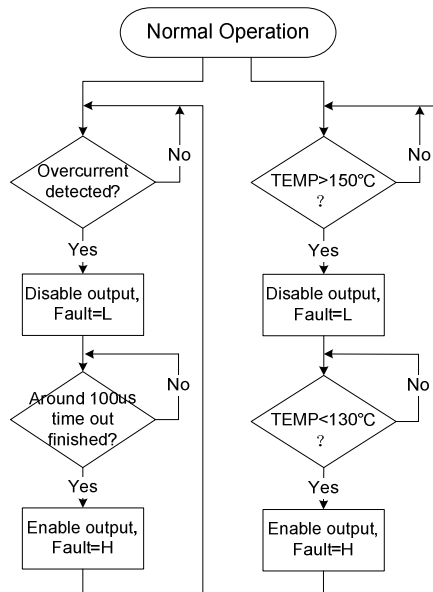 Normal Operation
Overcurrent
detected?
No
Yes
Disable output,
Fault=L
Around 100us
time out
finished?
No
Yes
Enable output,
Fault=H
TEMP>150℃
?
No
Yes
Disable output,
Fault=L
TEMP<130℃
?
No
Yes
Enable output,
Fault=H